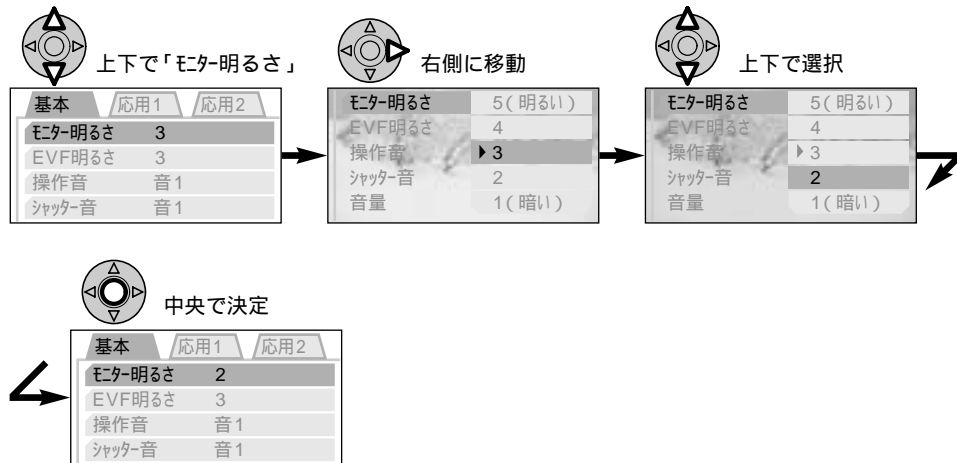 上下で「ﾓﾆﾀｰ明るさ」
基本 応用1 応用2
ﾓﾆﾀｰ明るさ 3
EVF明るさ 3
操作音 音1
ｼｬｯﾀｰ音 音1
右側に移動
ﾓﾆﾀｰ明るさ 5(明るい)
EVF明るさ 4
操作音 3
ｼｬｯﾀｰ音 2
音量 1(暗い)
上下で選択
ﾓﾆﾀｰ明るさ 5(明るい)
EVF明るさ 4
操作音 3
ｼｬｯﾀｰ音 2
音量 1(暗い)
中央で決定
基本 応用1 応用2
ﾓﾆﾀｰ明るさ 2
EVF明るさ 3
操作音 音1
ｼｬｯﾀｰ音 音1